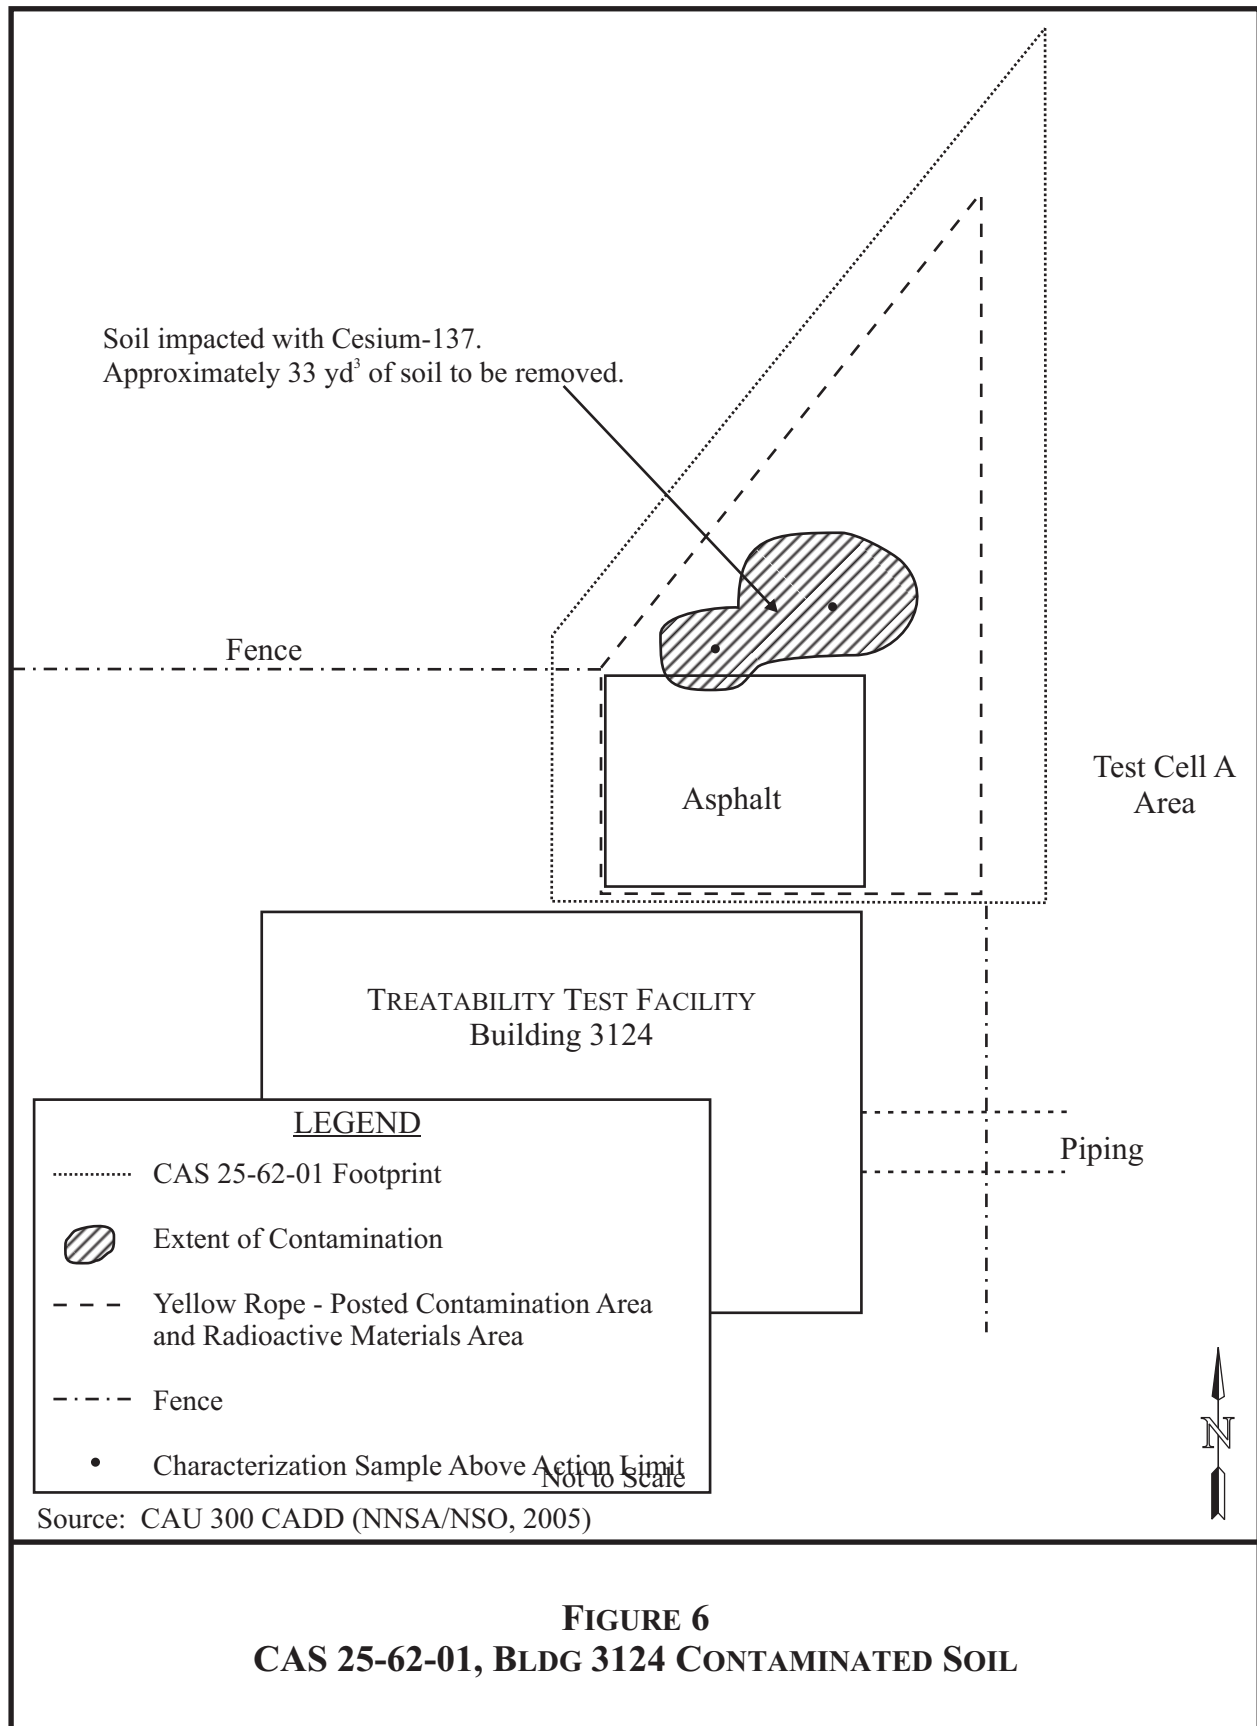 Soil impacted with Cesium-137.
Approximately 33 yd³ of soil to be removed.
Fence
Asphalt
Test Cell A
Area
TREATABILITY TEST FACILITY
Building 3124
Piping
LEGEND
CAS 25-62-01 Footprint
Extent of Contamination
Yellow Rope - Posted Contamination Area
and Radioactive Materials Area
Fence
Characterization Sample Above Action Limit
Not to Scale
N
Source: CAU 300 CADD (NNSA/NSO, 2005)
FIGURE 6
CAS 25-62-01, BLDG 3124 CONTAMINATED SOIL